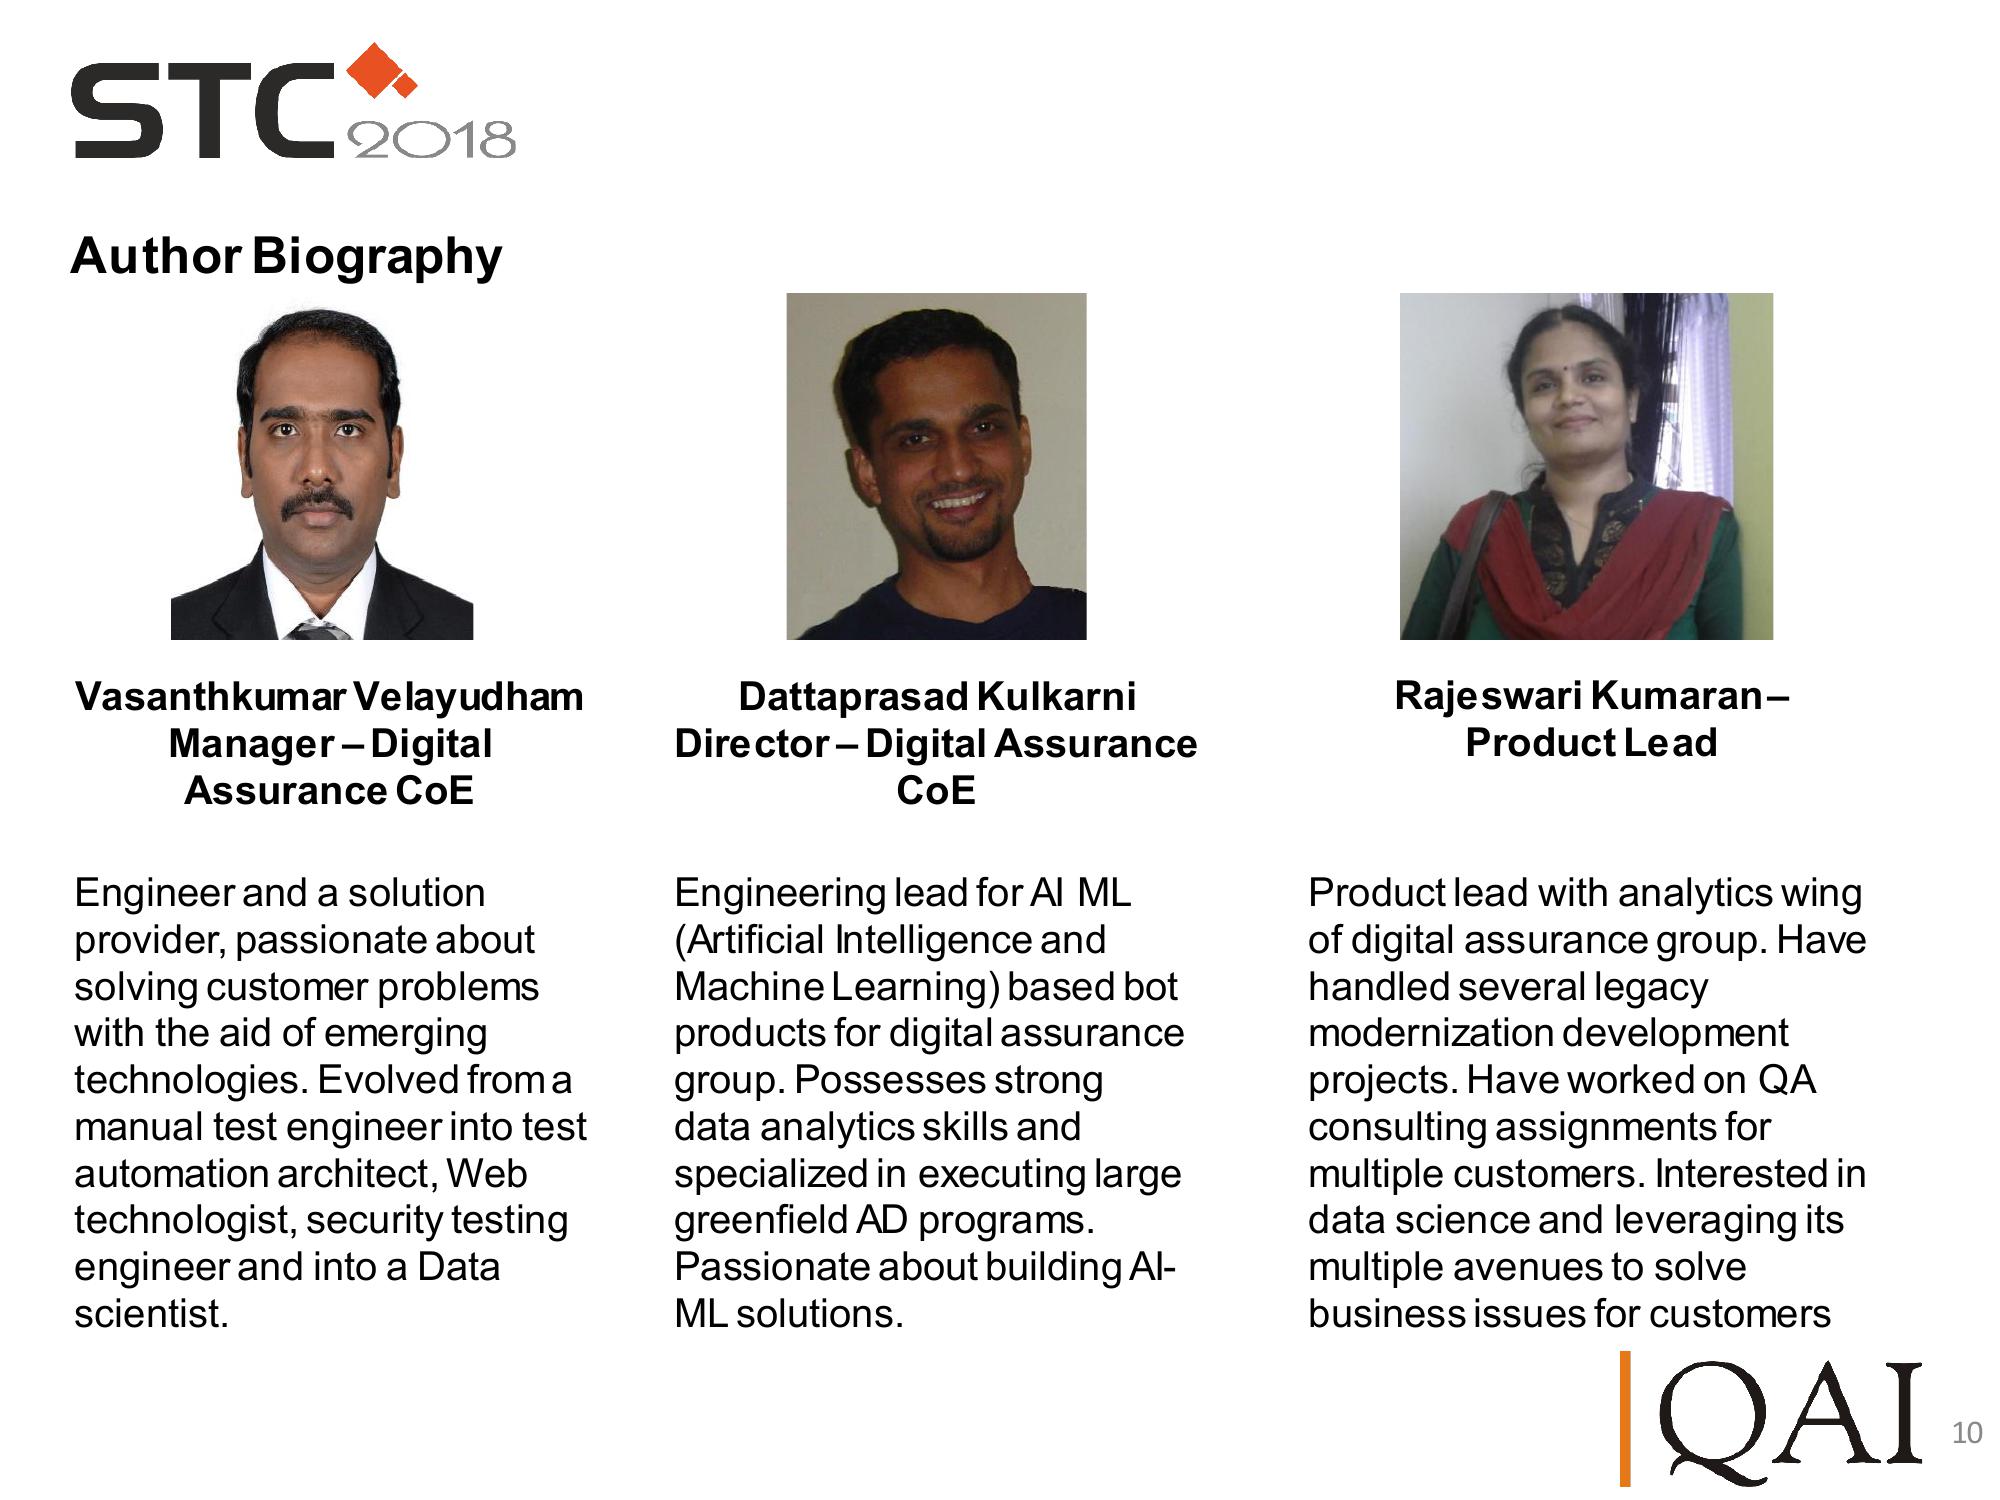 STC 2018
Author Biography
Vasanthkumar Velayudham
Manager – Digital
Assurance CoE
Engineer and a solution
provider, passionate about
solving customer problems
with the aid of emerging
technologies. Evolved from a
manual test engineer into test
automation architect, Web
technologist, security testing
engineer and into a Data
scientist.
Dattaprasad Kulkarni
Director – Digital Assurance
CoE
Engineering lead for AI ML
(Artificial Intelligence and
Machine Learning) based bot
products for digital assurance
group. Possesses strong
data analytics skills and
specialized in executing large
greenfield AD programs.
Passionate about building AI-
ML solutions.
Rajeswari Kumaran –
Product Lead
Product lead with analytics wing
of digital assurance group. Have
handled several legacy
modernization development
projects. Have worked on QA
consulting assignments for
multiple customers. Interested in
data science and leveraging its
multiple avenues to solve
business issues for customers
QAI
10